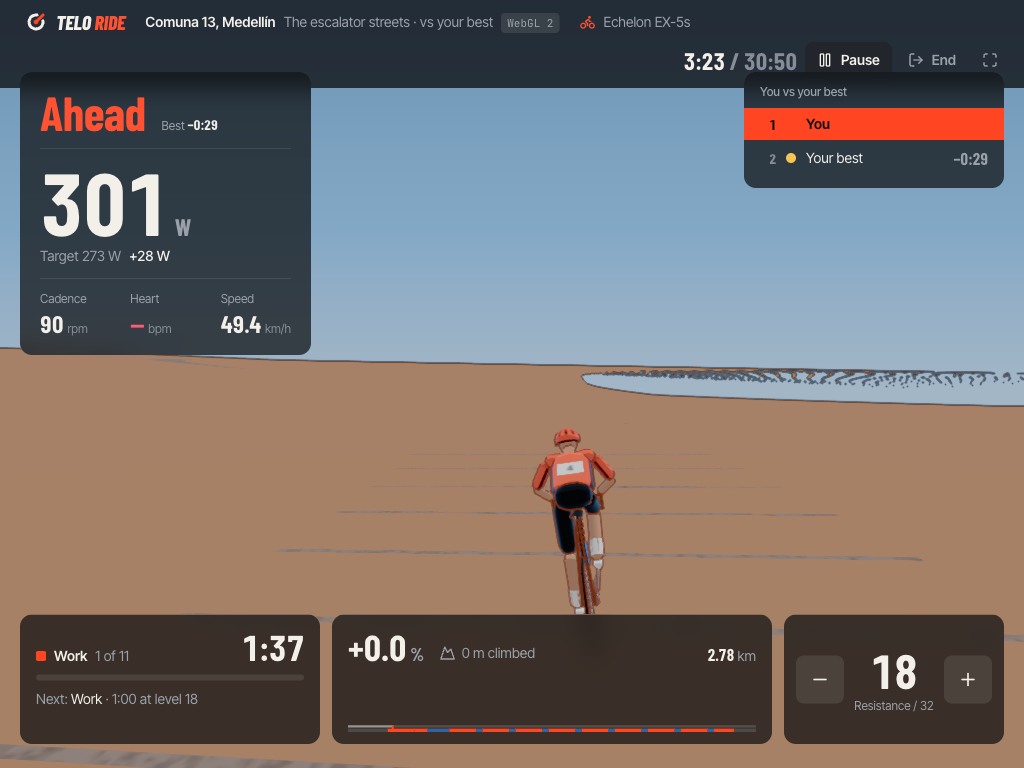 TELO RIDE Comuna 13, Medellín The escalator streets · vs your best WebGL 2 Echelon EX-5s
3:23 / 30:50 Pause End
Ahead Best −0:29
301 W
Target 273 W +28 W
Cadence Heart Speed
90 rpm — bpm 49.4 km/h
You vs your best
1 You
2 Your best −0:29
Work 1 of 11 1:37
Next: Work · 1:00 at level 18
+0.0 % 0 m climbed 2.78 km
− 18 +
Resistance / 32